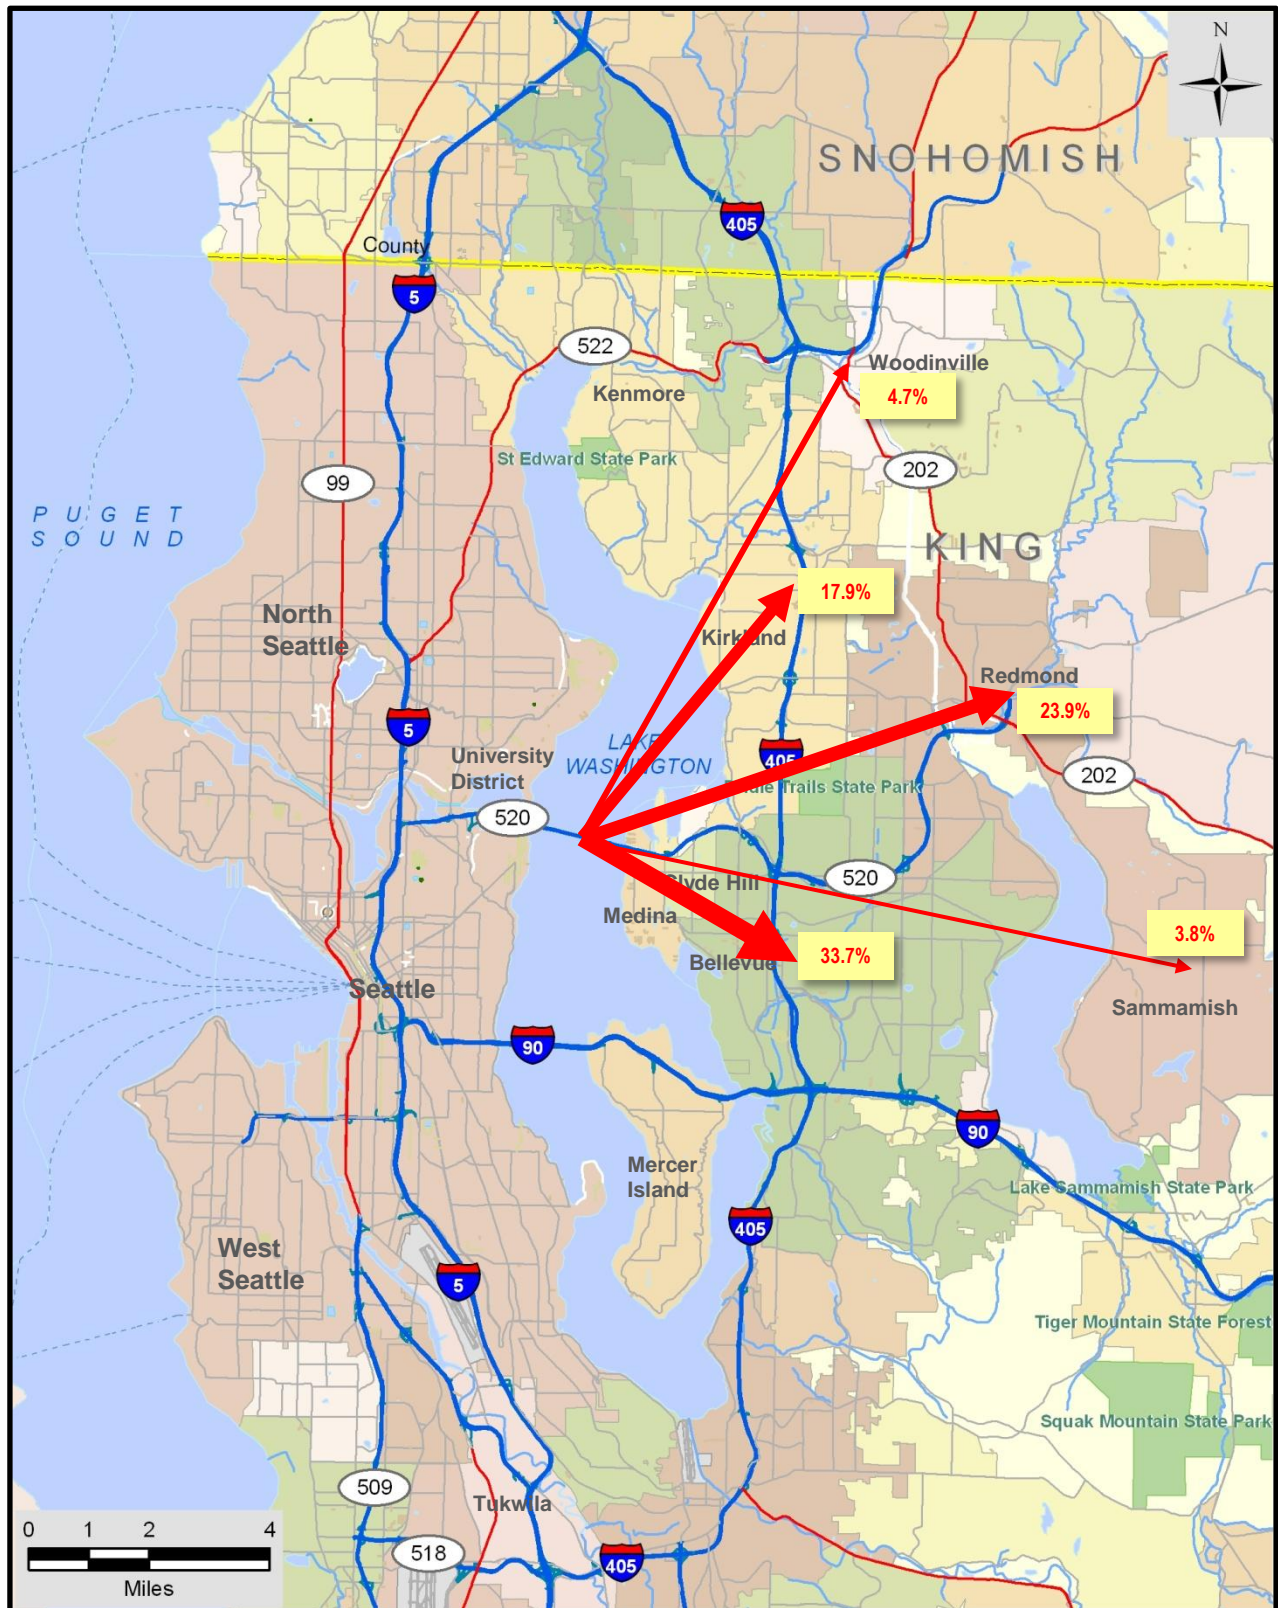 N
SNOHOMISH
405
County
5
522
Woodinville
Kenmore
4.7%
St Edward State Park
202
99
PUGET
SOUND
KING
17.9%
North
Seattle
Kirkland
Redmond
23.9%
5
University
District
LAKE
WASHINGTON
405
Trails State Park
202
520
520
Clyde Hill
Medina
3.8%
33.7%
Bellevue
Seattle
Sammamish
90
90
Mercer
Island
Lake Sammamish State Park
405
West
Seattle
5
Tiger Mountain State Forest
Squak Mountain State Park
509
Tukwila
0 1 2 4
Miles
518
405